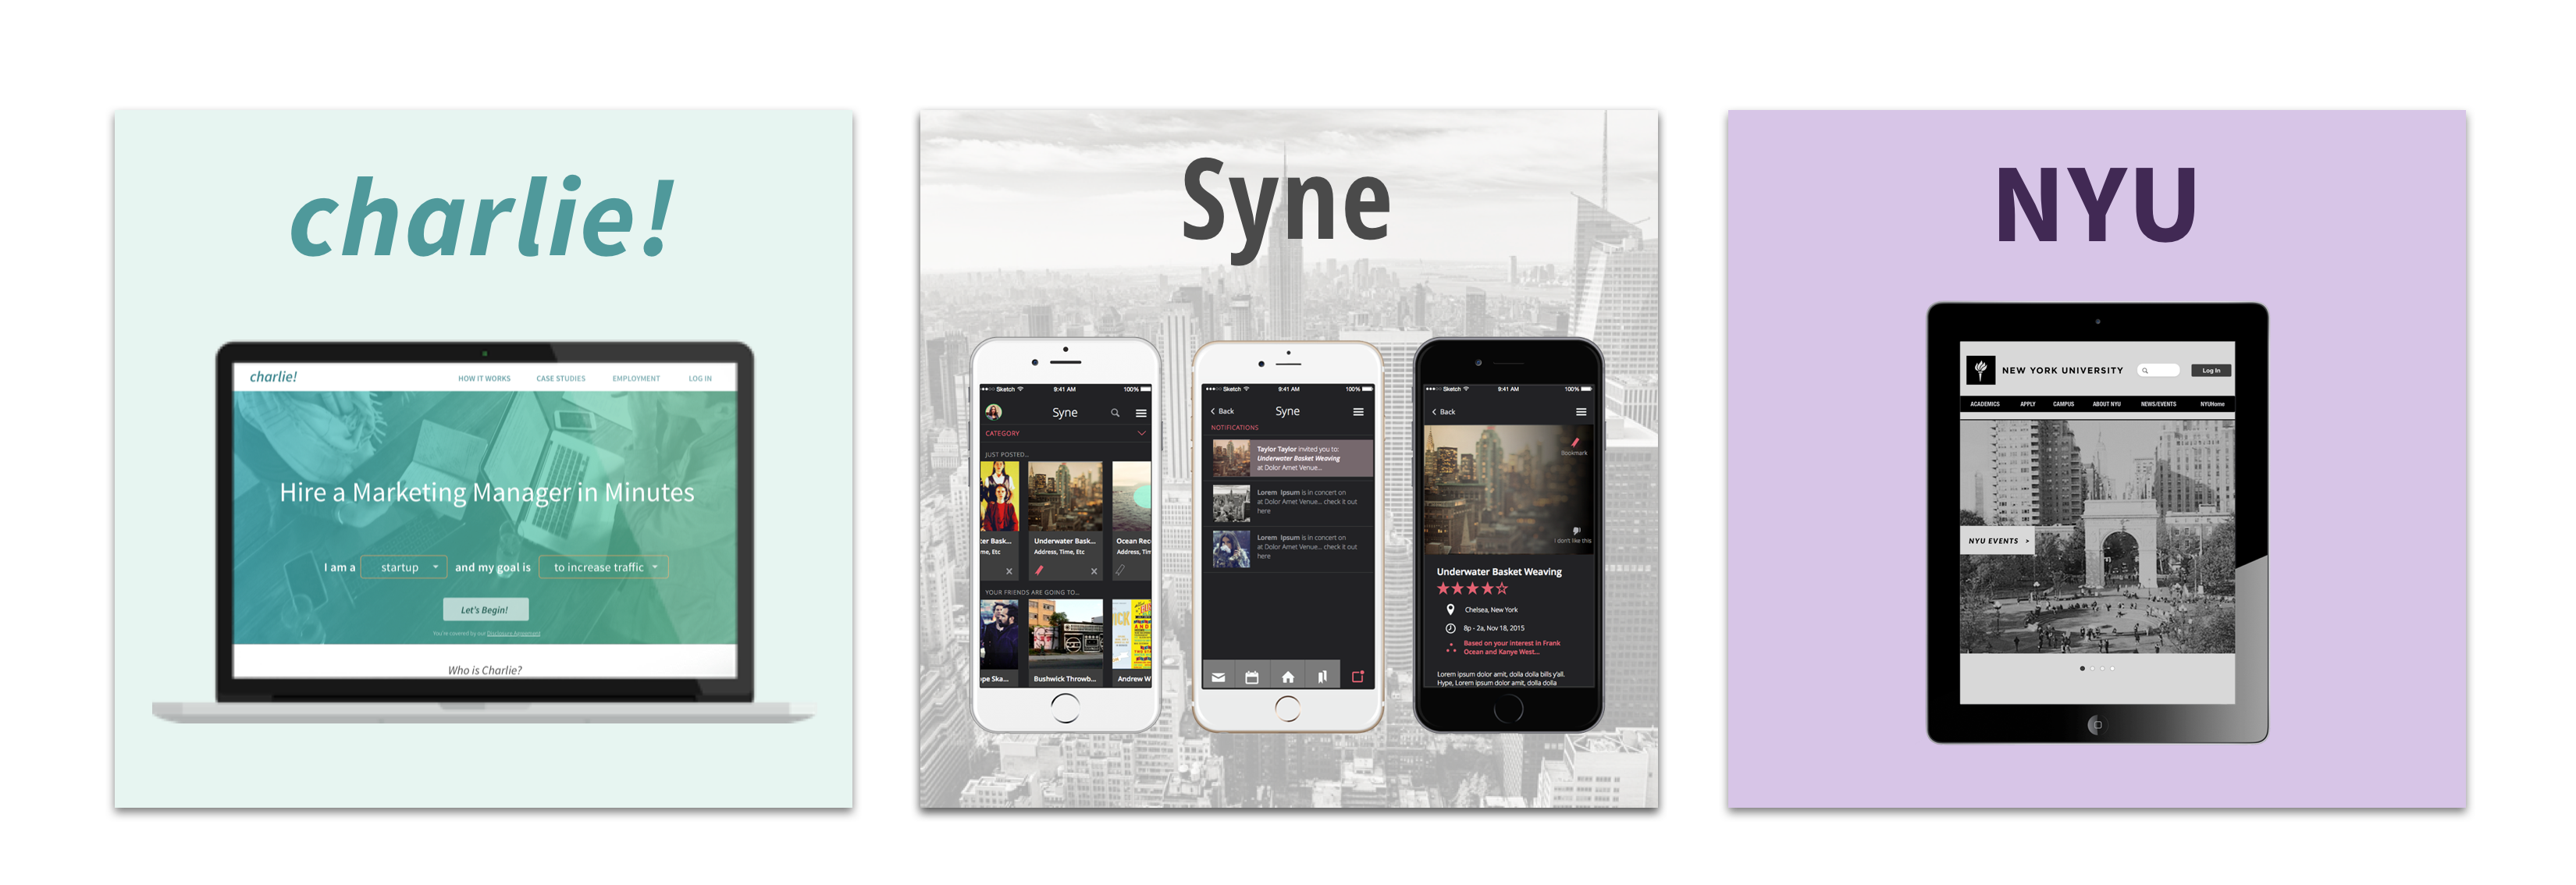 charlie!
charlie!
HOW IT WORKS
CASE STUDIES
EMPLOYMENT
LOG IN
Hire a Marketing Manager in Minutes
I am a startup and my goal is to increase traffic
Let's Begin!
You're covered by our Disclosure Agreement
Who is Charlie?
Syne
Sketch 9:41 AM 100%
Syne
CATEGORY
JUST POSTED...
ter Bask...
me, Etc
Underwater Bask...
Address, Time, Etc
Ocean Rec
Address, Tim
YOUR FRIENDS ARE GOING TO...
pe Ska...
Bushwick Throwb...
Andrew W
Sketch 9:41 AM 100%
Back Syne
NOTIFICATIONS
Taylor Taylor invited you to:
Underwater Basket Weaving
at Dolor Amet Venue...
Lorem Ipsum is in concert on
at Dolor Amet Venue... check it out
here
Lorem Ipsum is in concert on
at Dolor Amet Venue... check it out
here
Sketch 9:41 AM 100%
Back
Bookmark
I don't like this
Underwater Basket Weaving
Chelsea, New York
8p - 2a, Nov 18, 2015
Based on your interest in Frank
Ocean and Kanye West...
Lorem ipsum dolor amit, dolla dolla bills y'all.
Hype, Lorem ipsum dolor amit, dolla dolla
NYU
NEW YORK UNIVERSITY
Log In
ACADEMICS
APPLY
CAMPUS
ABOUT NYU
NEWS/EVENTS
NYUHome
NYU EVENTS >